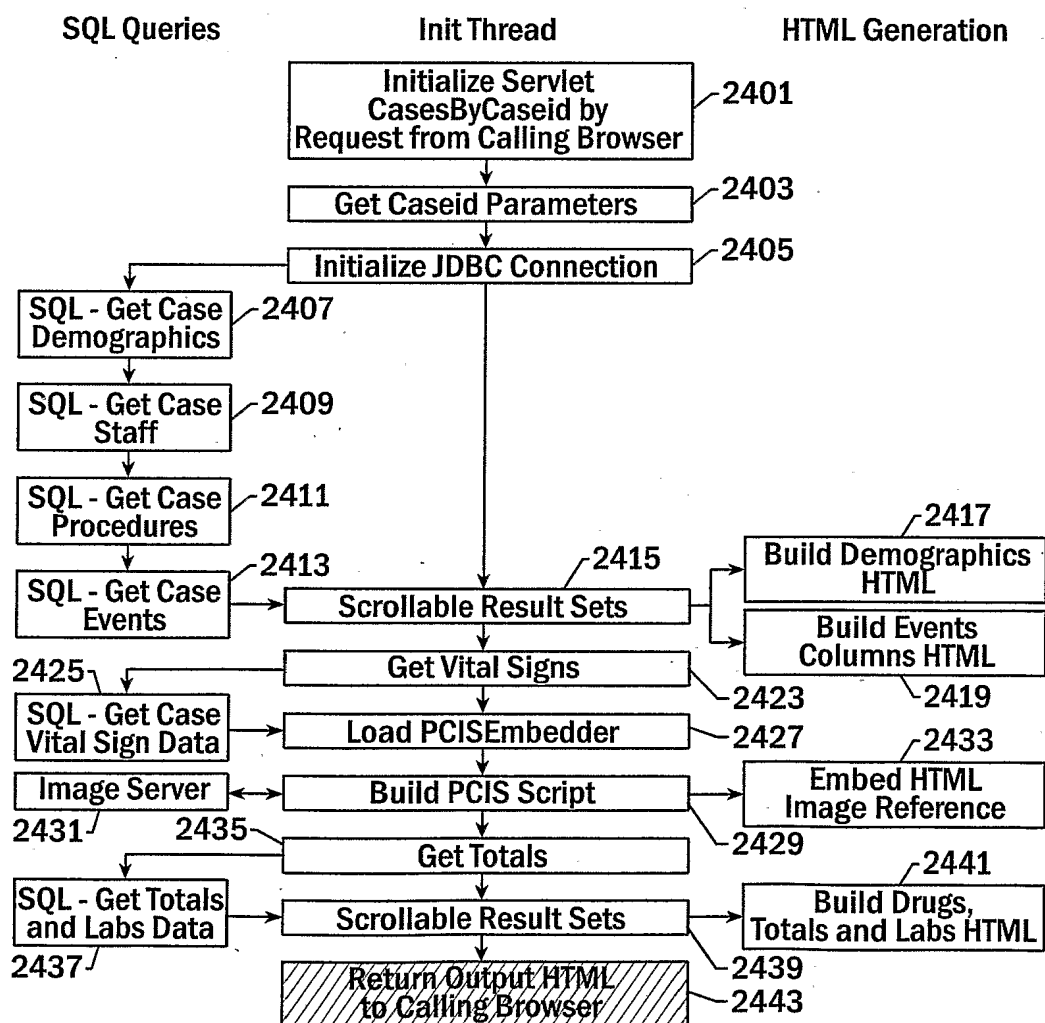 SQL Queries
Init Thread
HTML Generation
Initialize Servlet
CasesByCaseid by
Request from Calling Browser
2401
Get Caseid Parameters
2403
Initialize JDBC Connection
2405
SQL - Get Case
Demographics
2407
SQL - Get Case
Staff
2409
SQL - Get Case
Procedures
2411
SQL - Get Case
Events
2413
Scrollable Result Sets
2415
Build Demographics
HTML
2417
Build Events
Columns HTML
2419
Get Vital Signs
2423
2425
SQL - Get Case
Vital Sign Data
Load PCISEmbedder
2427
Image Server
2431
Build PCIS Script
2429
2433
Embed HTML
Image Reference
2435
Get Totals
SQL - Get Totals
and Labs Data
2437
Scrollable Result Sets
2439
2441
Build Drugs,
Totals and Labs HTML
Return Output HTML
to Calling Browser
2443